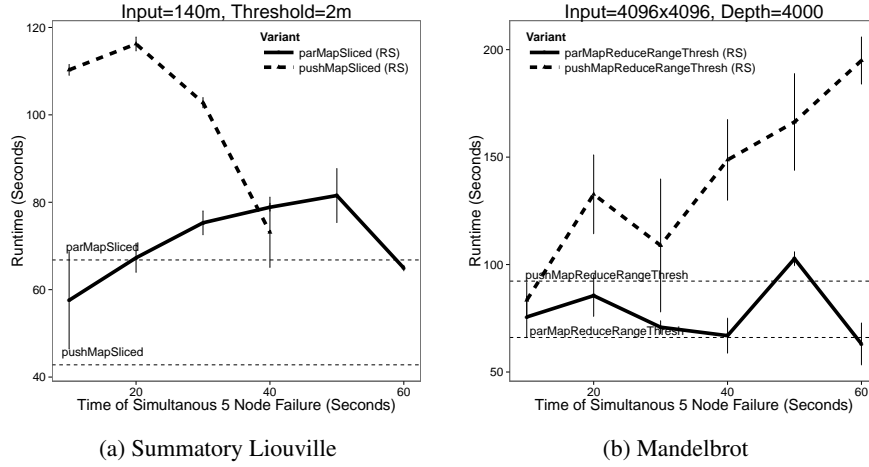 Input=140m, Threshold=2m
Variant
parMapSliced (RS)
pushMapSliced (RS)
120
100
80
60
40
Runtime (Seconds)
parMapSliced
pushMapSliced
20
40
60
Time of Simultanous 5 Node Failure (Seconds)
(a) Summatory Liouville
Input=4096x4096, Depth=4000
Variant
parMapReduceRangeThresh (RS)
pushMapReduceRangeThresh (RS)
200
150
100
50
Runtime (Seconds)
pushMapReduceRangeThresh
parMapReduceRangeThresh
20
40
60
Time of Simultanous 5 Node Failure (Seconds)
(b) Mandelbrot